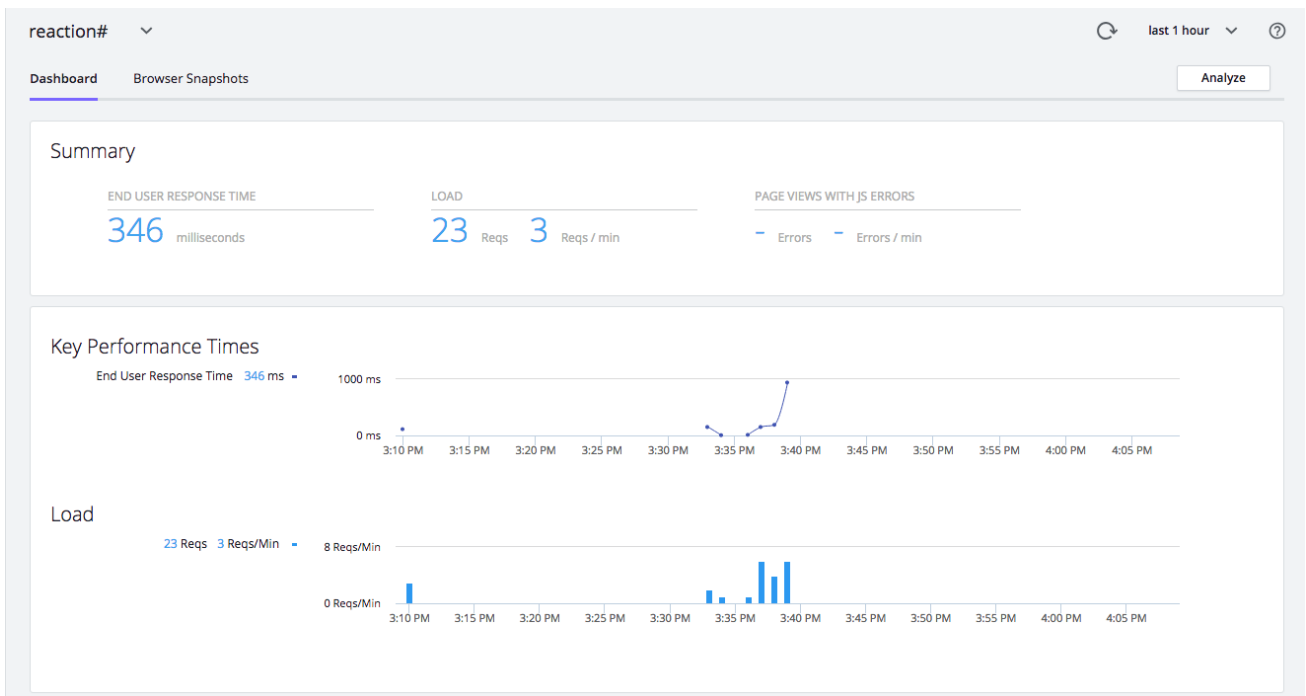 reaction# last 1 hour
Dashboard Browser Snapshots Analyze
Summary
END USER RESPONSE TIME LOAD PAGE VIEWS WITH JS ERRORS
346 milliseconds 23 Reqs 3 Reqs / min - Errors - Errors / min
Key Performance Times
End User Response Time 346 ms
1000 ms
0 ms
3:10 PM 3:15 PM 3:20 PM 3:25 PM 3:30 PM 3:35 PM 3:40 PM 3:45 PM 3:50 PM 3:55 PM 4:00 PM 4:05 PM
Load
23 Reqs 3 Reqs/Min
8 Reqs/Min
0 Reqs/Min
3:10 PM 3:15 PM 3:20 PM 3:25 PM 3:30 PM 3:35 PM 3:40 PM 3:45 PM 3:50 PM 3:55 PM 4:00 PM 4:05 PM